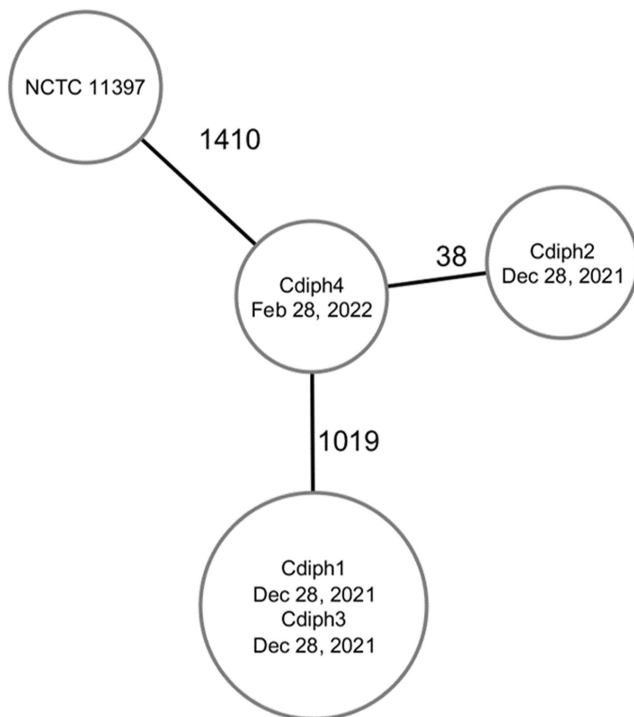 NCTC 11397
1410
Cdiph2
Dec 28, 2021
38
Cdiph4
Feb 28, 2022
1019
Cdiph1
Dec 28, 2021
Cdiph3
Dec 28, 2021